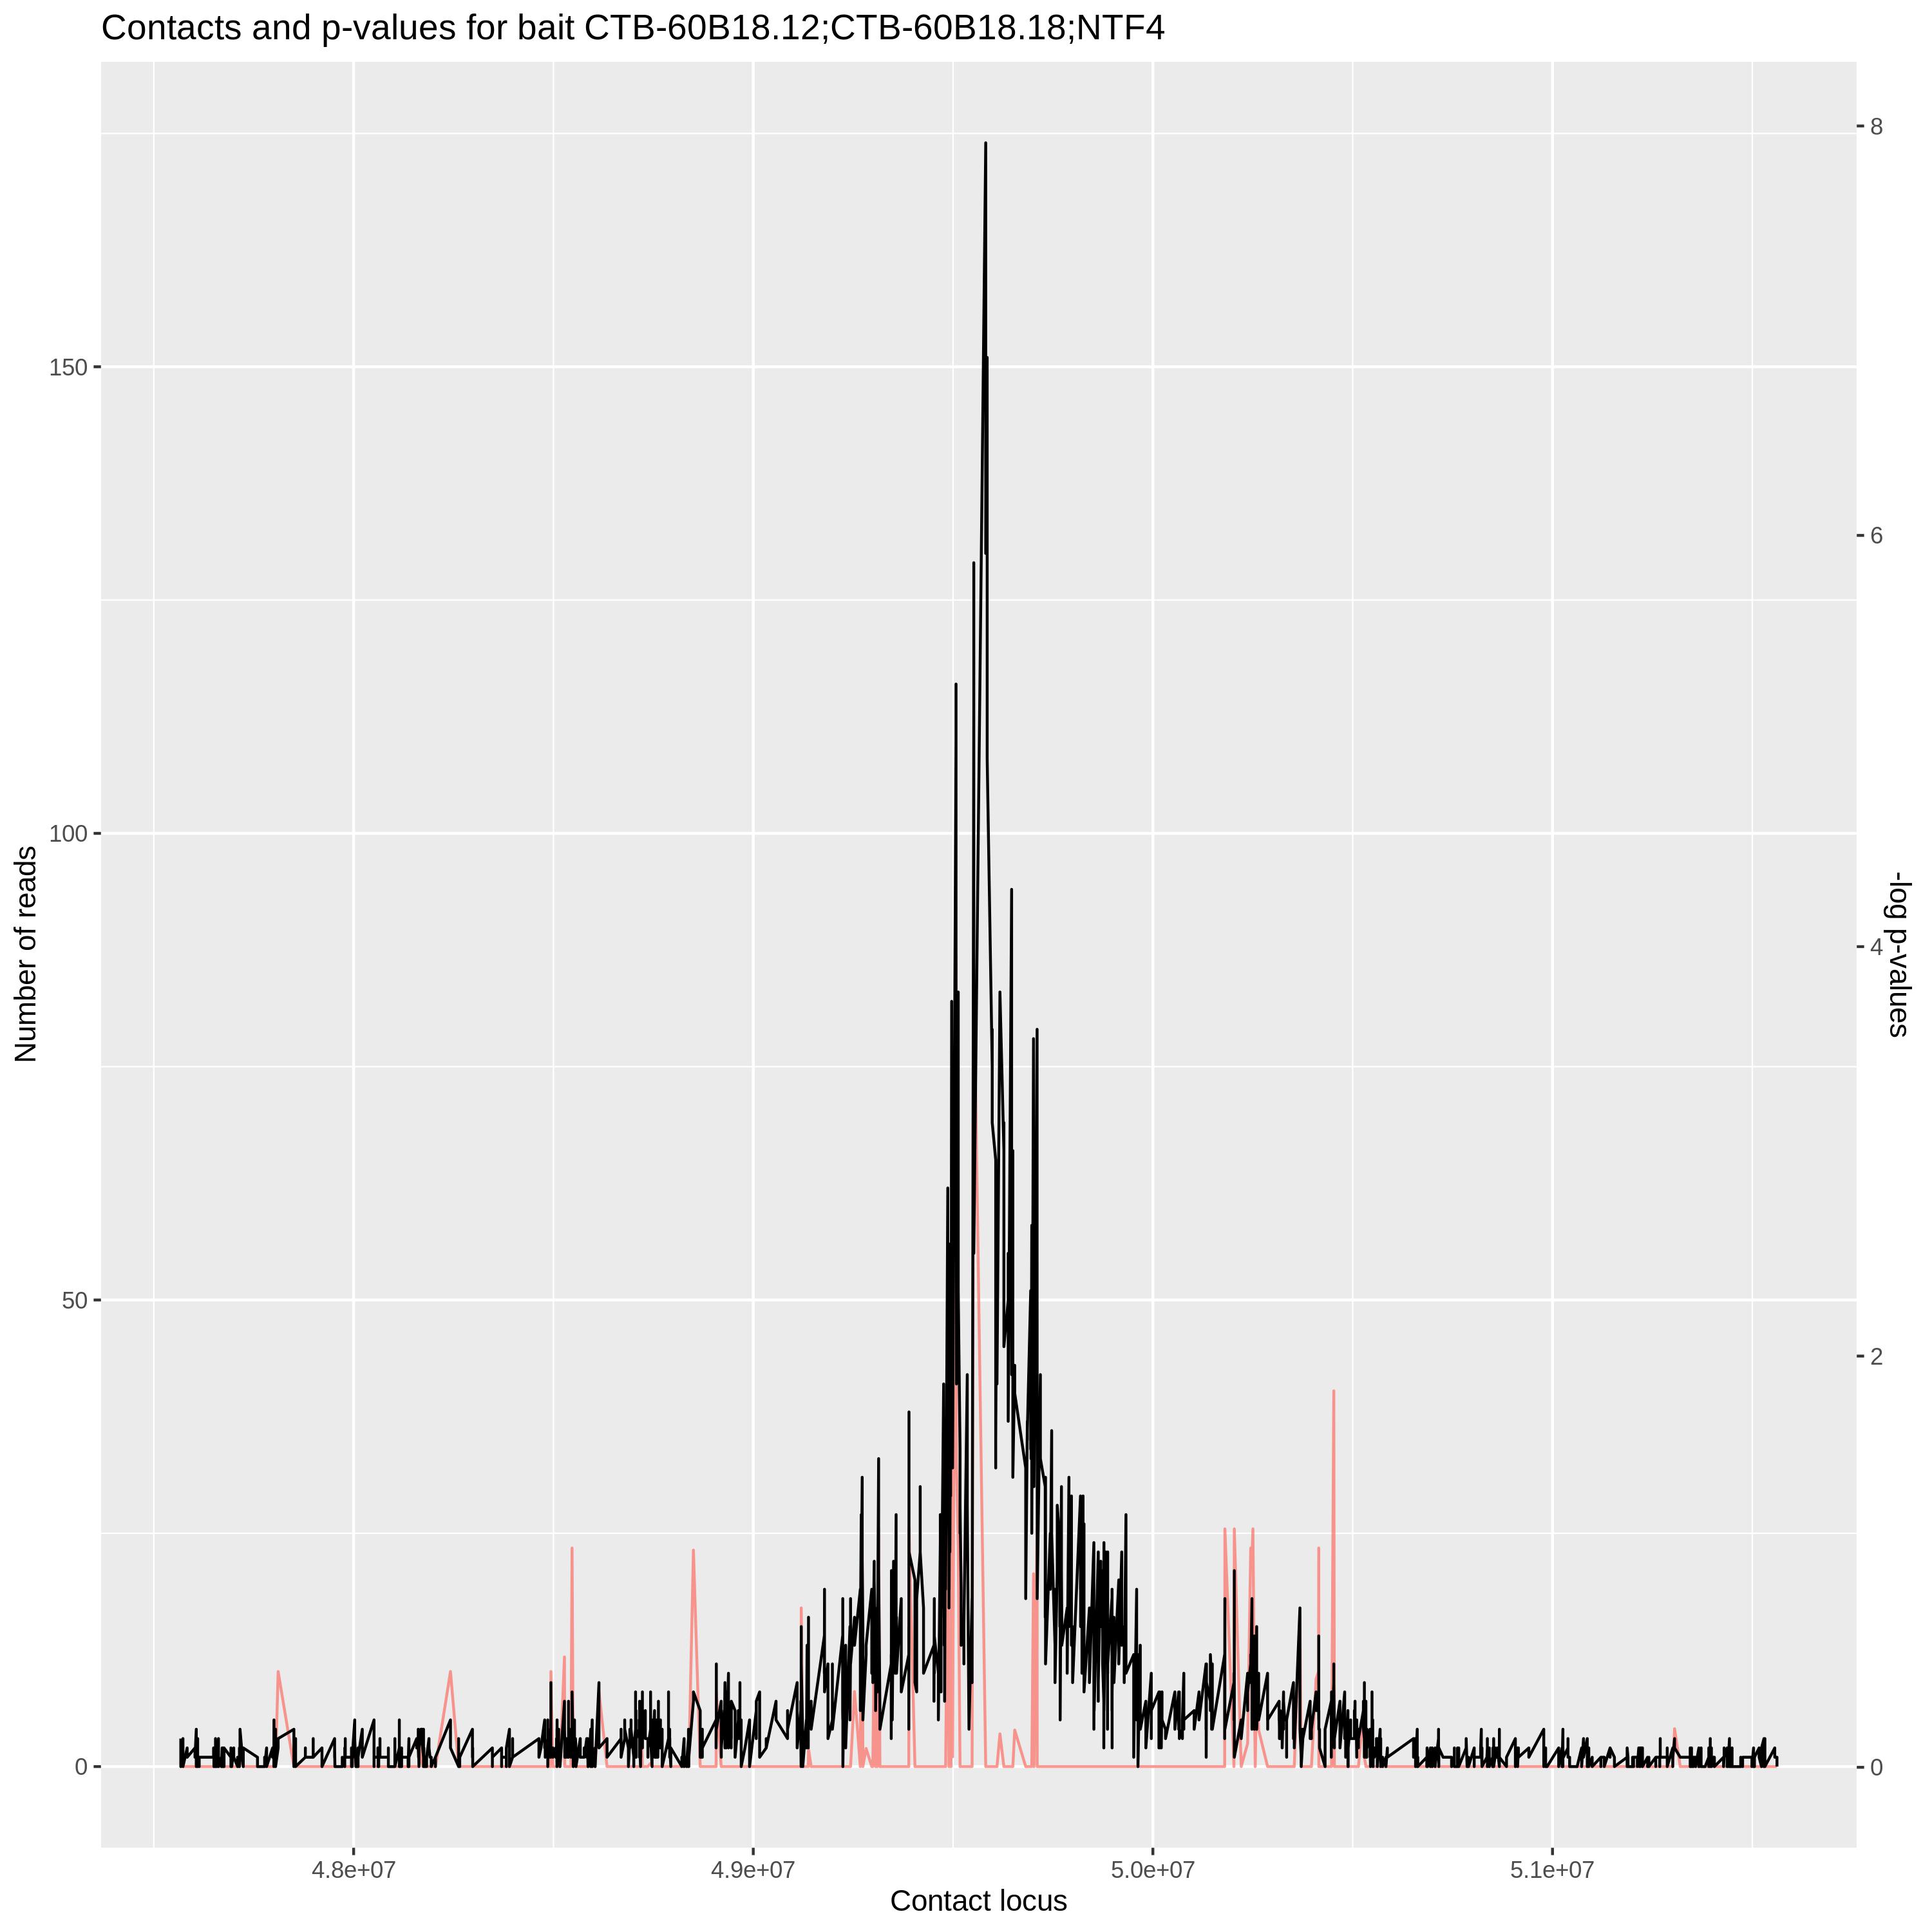 Contacts and p-values for bait CTB-60B18.12;CTB-60B18.18;NTF4
Number of reads
150
100
50
0
8
6
4
2
0
-log p-values
4.8e+07
4.9e+07
5.0e+07
5.1e+07
Contact locus